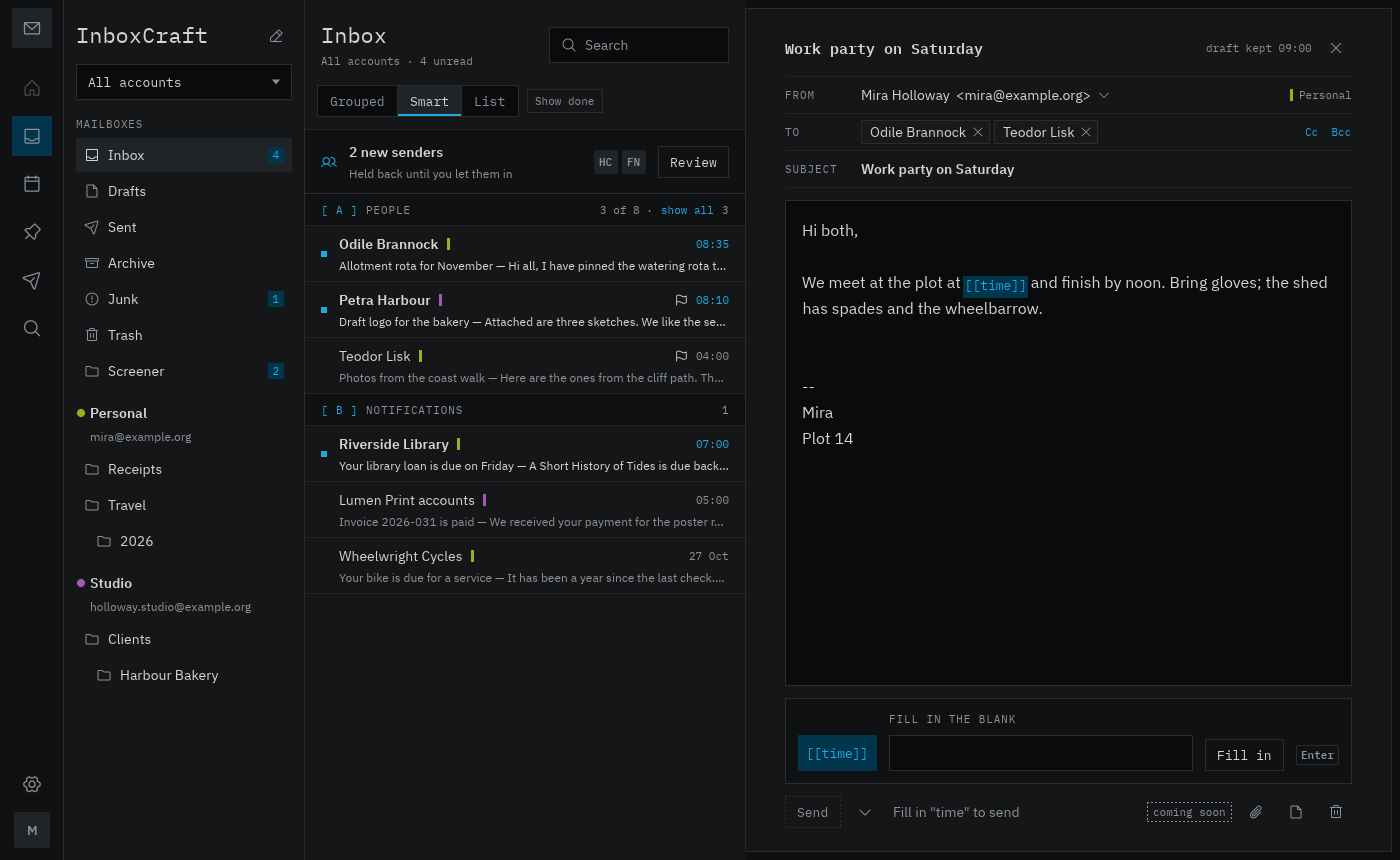 InboxCraft
All accounts
MAILBOXES
Inbox 4
Drafts
Sent
Archive
Junk 1
Trash
Screener 2
Personal
mira@example.org
Receipts
Travel
2026
Studio
holloway.studio@example.org
Clients
Harbour Bakery
M
Inbox
All accounts · 4 unread
Search
Grouped Smart List Show done
2 new senders
Held back until you let them in
HC FN Review
[ A ] PEOPLE 3 of 8 · show all 3
Odile Brannock 08:35
Allotment rota for November — Hi all, I have pinned the watering rota t…
Petra Harbour 08:10
Draft logo for the bakery — Attached are three sketches. We like the se…
Teodor Lisk 04:00
Photos from the coast walk — Here are the ones from the cliff path. Th…
[ B ] NOTIFICATIONS 1
Riverside Library 07:00
Your library loan is due on Friday — A Short History of Tides is due back…
Lumen Print accounts 05:00
Invoice 2026-031 is paid — We received your payment for the poster r…
Wheelwright Cycles 27 Oct
Your bike is due for a service — It has been a year since the last check.…
Work party on Saturday draft kept 09:00
FROM Mira Holloway <mira@example.org> Personal
TO Odile Brannock Teodor Lisk Cc Bcc
SUBJECT Work party on Saturday
Hi both,
We meet at the plot at [[time]] and finish by noon. Bring gloves; the shed
has spades and the wheelbarrow.
--
Mira
Plot 14
FILL IN THE BLANK
[[time]] Fill in Enter
Send Fill in "time" to send coming soon